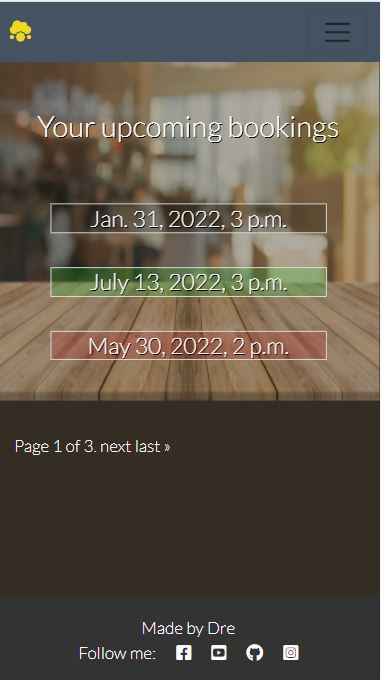 Your upcoming bookings
Jan. 31, 2022, 3 p.m.
July 13, 2022, 3 p.m.
May 30, 2022, 2 p.m.
Page 1 of 3. next last »
Made by Dre
Follow me: